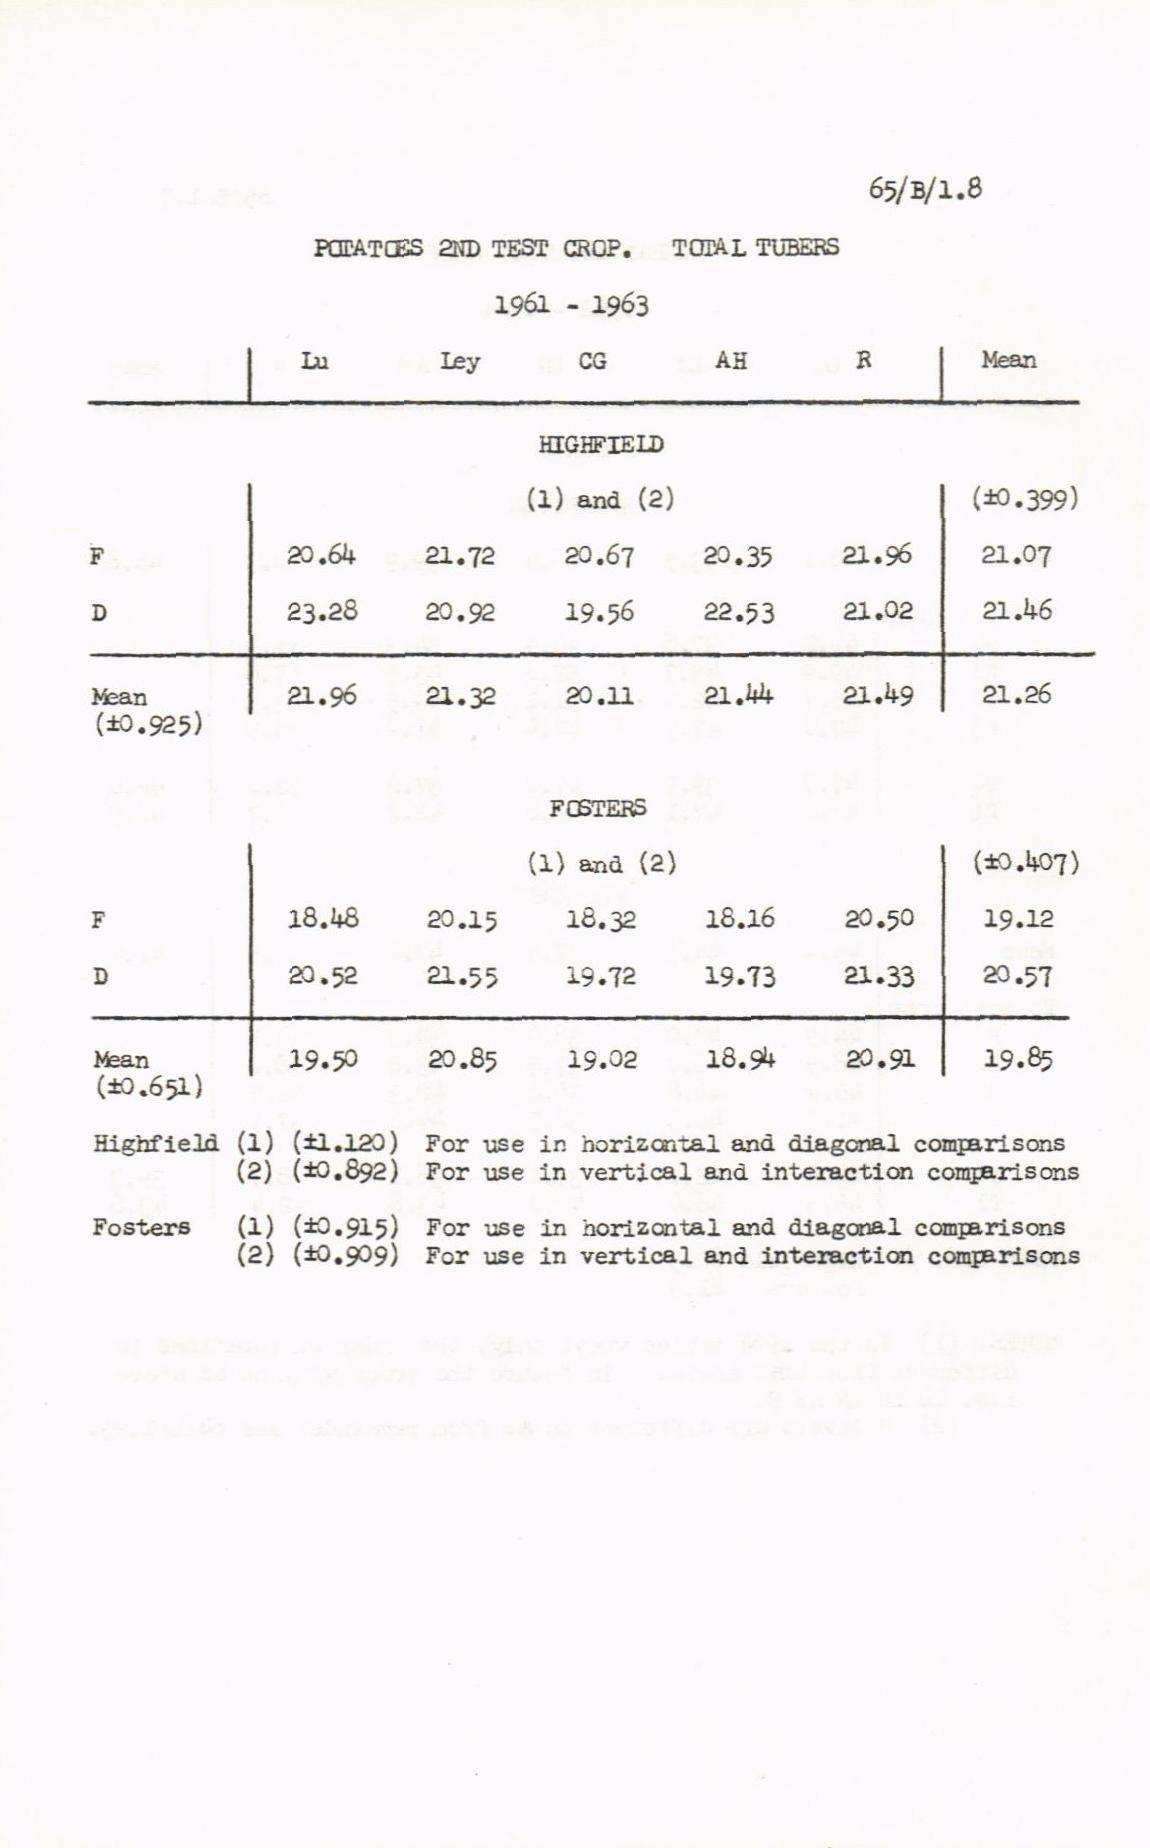 65/B/1.8
POTATOES 2ND TEST CROP. TOTAL TUBERS
1961 - 1963
Lu Ley CG AH R Mean
HIGHFIELD
(1) and (2) (±0.399)
F 20.64 21.72 20.67 20.35 21.96 21.07
D 23.28 20.92 19.56 22.53 21.02 21.46
Mean 21.96 21.32 20.11 21.44 21.49 21.26
(±0.925)
FOSTERS
(1) and (2) (±0.407)
F 18.48 20.15 18.32 18.16 20.50 19.12
D 20.52 21.55 19.72 19.73 21.33 20.57
Mean 19.50 20.85 19.02 18.94 20.91 19.85
(±0.651)
Highfield (1) (±1.120) For use in horizontal and diagonal comparisons
(2) (±0.892) For use in vertical and interaction comparisons
Fosters (1) (±0.915) For use in horizontal and diagonal comparisons
(2) (±0.909) For use in vertical and interaction comparisons